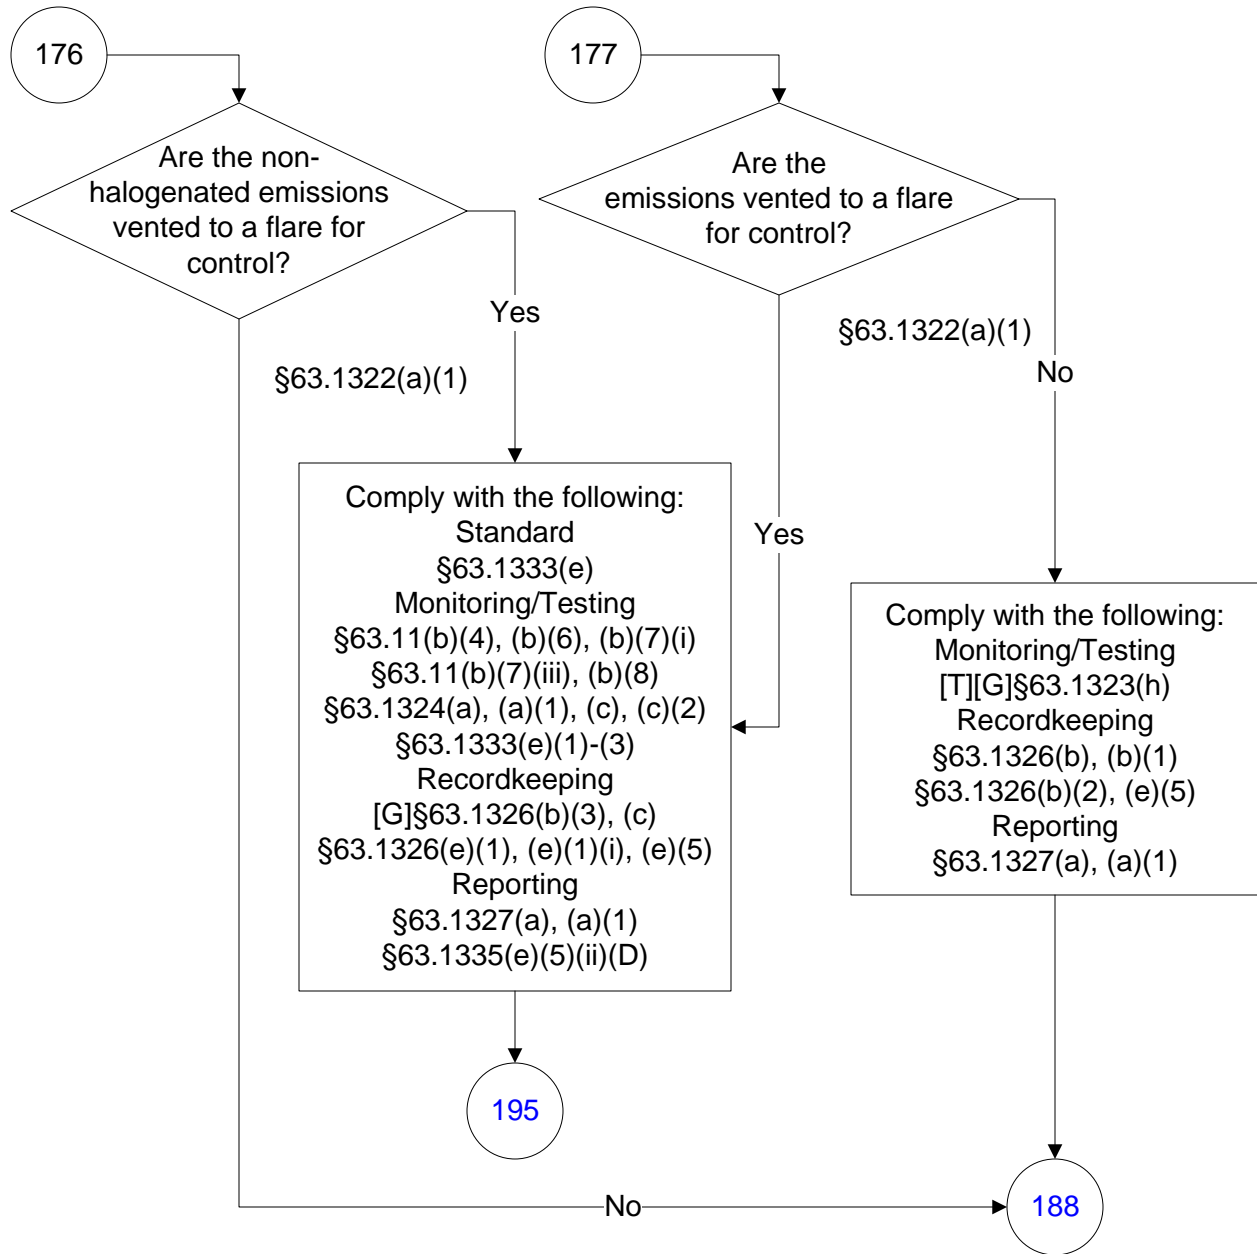 176
177
Are the non-
halogenated emissions
vented to a flare for
control?
Are the
emissions vented to a flare
for control?
Yes
§63.1322(a)(1)
§63.1322(a)(1)
No
Yes
Comply with the following:
Standard
§63.1333(e)
Monitoring/Testing
§63.11(b)(4), (b)(6), (b)(7)(i)
§63.11(b)(7)(iii), (b)(8)
§63.1324(a), (a)(1), (c), (c)(2)
§63.1333(e)(1)-(3)
Recordkeeping
[G]§63.1326(b)(3), (c)
§63.1326(e)(1), (e)(1)(i), (e)(5)
Reporting
§63.1327(a), (a)(1)
§63.1335(e)(5)(ii)(D)
Comply with the following:
Monitoring/Testing
[T][G]§63.1323(h)
Recordkeeping
§63.1326(b), (b)(1)
§63.1326(b)(2), (e)(5)
Reporting
§63.1327(a), (a)(1)
195
No
188